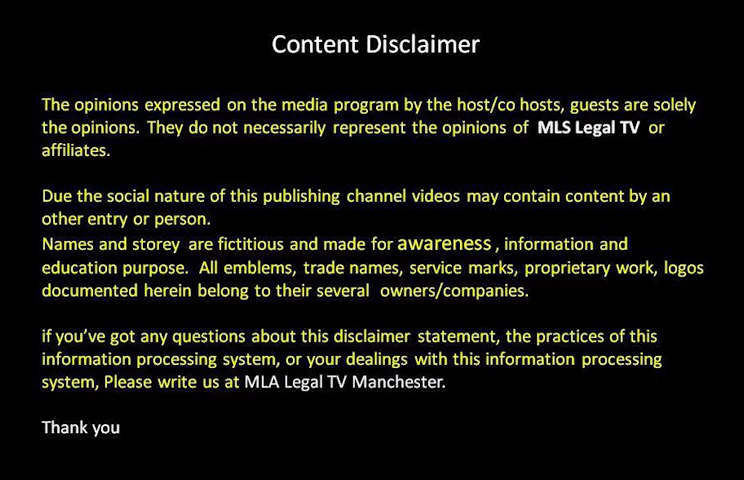 Content Disclaimer
The opinions expressed on the media program by the host/co hosts, guests are solely
the opinions. They do not necessarily represent the opinions of MLS Legal TV or
affiliates.
Due the social nature of this publishing channel videos may contain content by an
other entry or person.
Names and storey are fictitious and made for awareness , information and
education purpose. All emblems, trade names, service marks, proprietary work, logos
documented herein belong to their several owners/companies.
if you’ve got any questions about this disclaimer statement, the practices of this
information processing system, or your dealings with this information processing
system, Please write us at MLA Legal TV Manchester.
Thank you